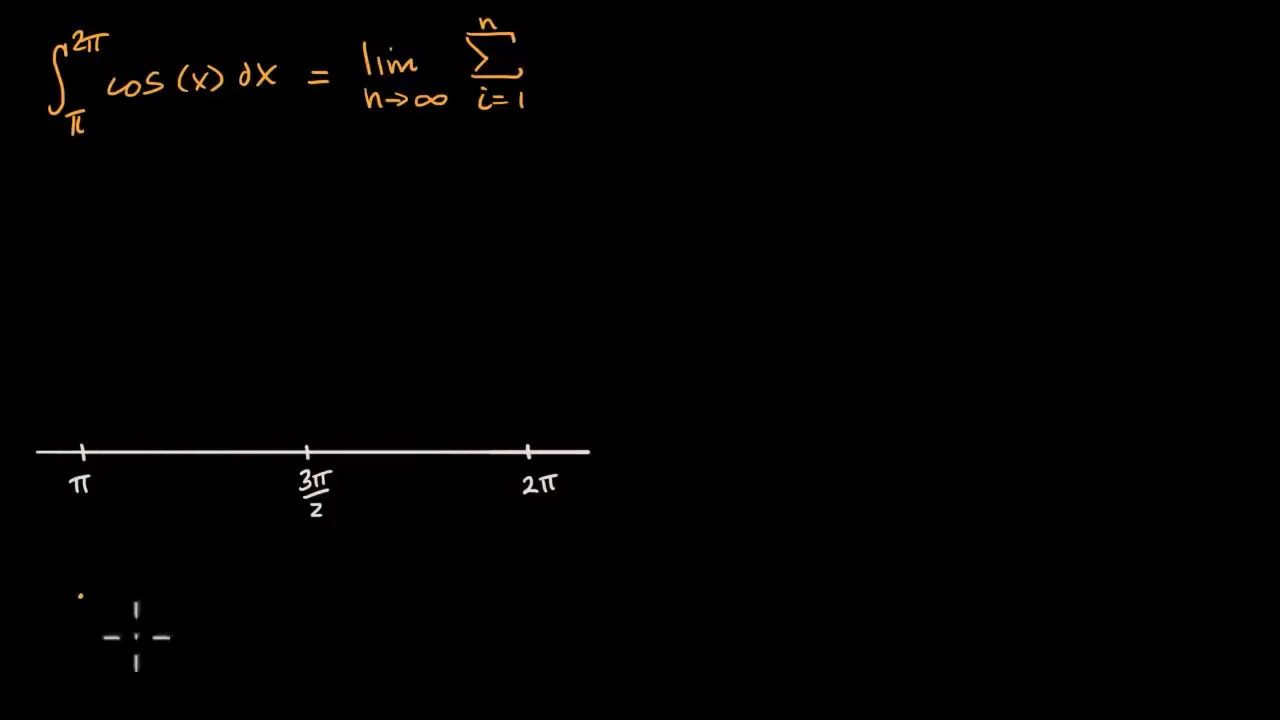 ∫_π^{2π} cos(x) dx = lim_{n→∞} Σ_{i=1}^{n}
π 3π/2 2π